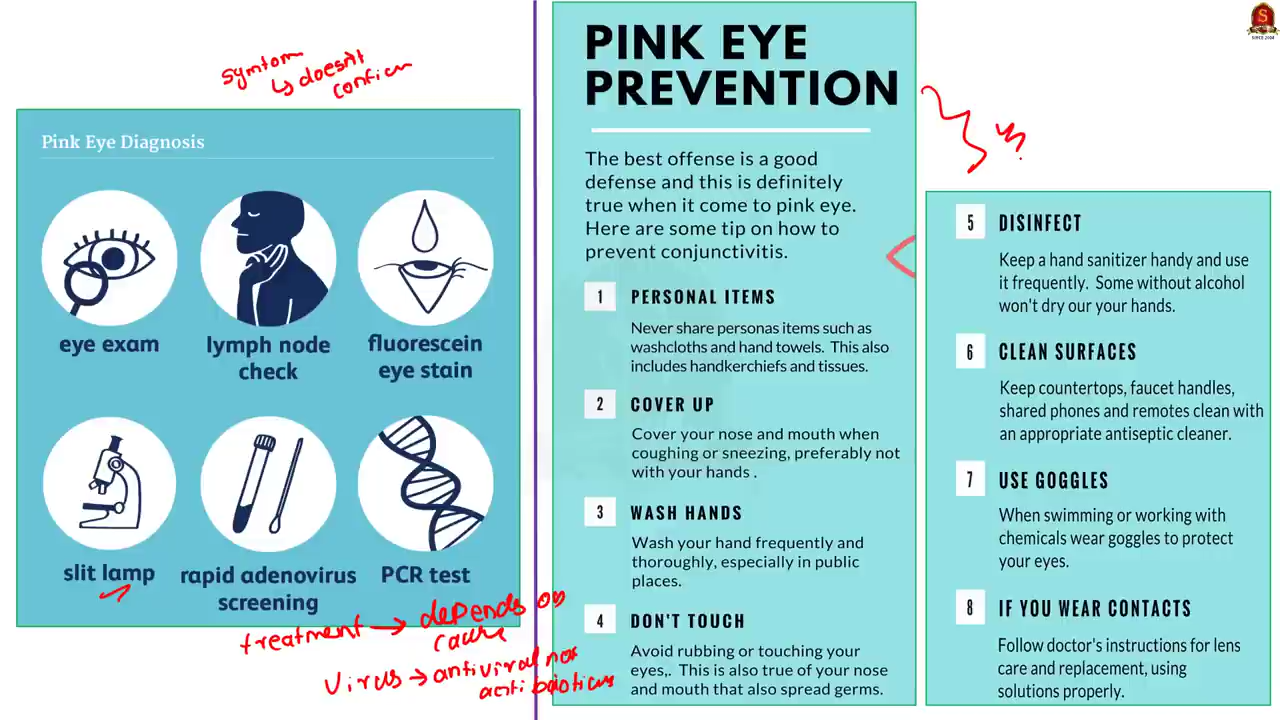 symtom
↳ doesn't
confirm
Pink Eye Diagnosis
eye exam
lymph node
check
fluorescein
eye stain
slit lamp
rapid adenovirus
screening
PCR test
treatment → depends on
cause
Virus → antiviral not
antibiotics
PINK EYE
PREVENTION
The best offense is a good
defense and this is definitely
true when it come to pink eye.
Here are some tip on how to
prevent conjunctivitis.
1 PERSONAL ITEMS
Never share personas items such as
washcloths and hand towels. This also
includes handkerchiefs and tissues.
2 COVER UP
Cover your nose and mouth when
coughing or sneezing, preferably not
with your hands .
3 WASH HANDS
Wash your hand frequently and
thoroughly, especially in public
places.
4 DON'T TOUCH
Avoid rubbing or touching your
eyes,. This is also true of your nose
and mouth that also spread germs.
5 DISINFECT
Keep a hand sanitizer handy and use
it frequently. Some without alcohol
won't dry our your hands.
6 CLEAN SURFACES
Keep countertops, faucet handles,
shared phones and remotes clean with
an appropriate antiseptic cleaner.
7 USE GOGGLES
When swimming or working with
chemicals wear goggles to protect
your eyes.
8 IF YOU WEAR CONTACTS
Follow doctor's instructions for lens
care and replacement, using
solutions properly.
S
SINCE 2004